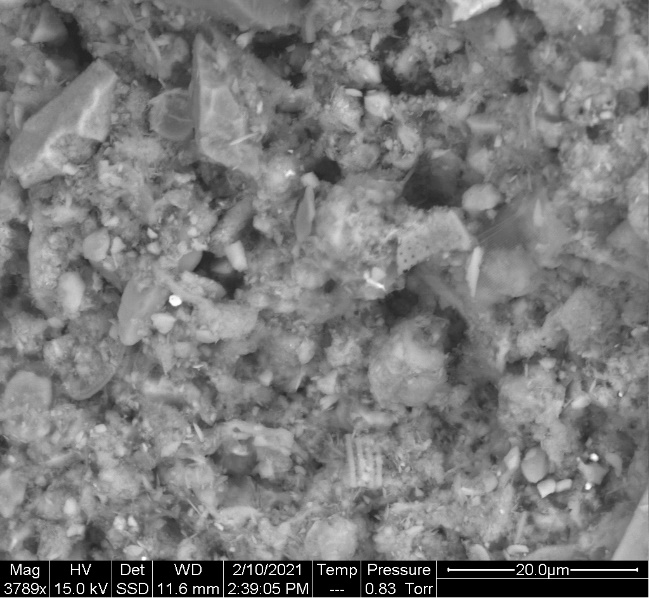 Mag HV Det WD 2/10/2021 Temp Pressure 20.0µm
3789x 15.0 kV SSD 11.6 mm 2:39:05 PM --- 0.83 Torr